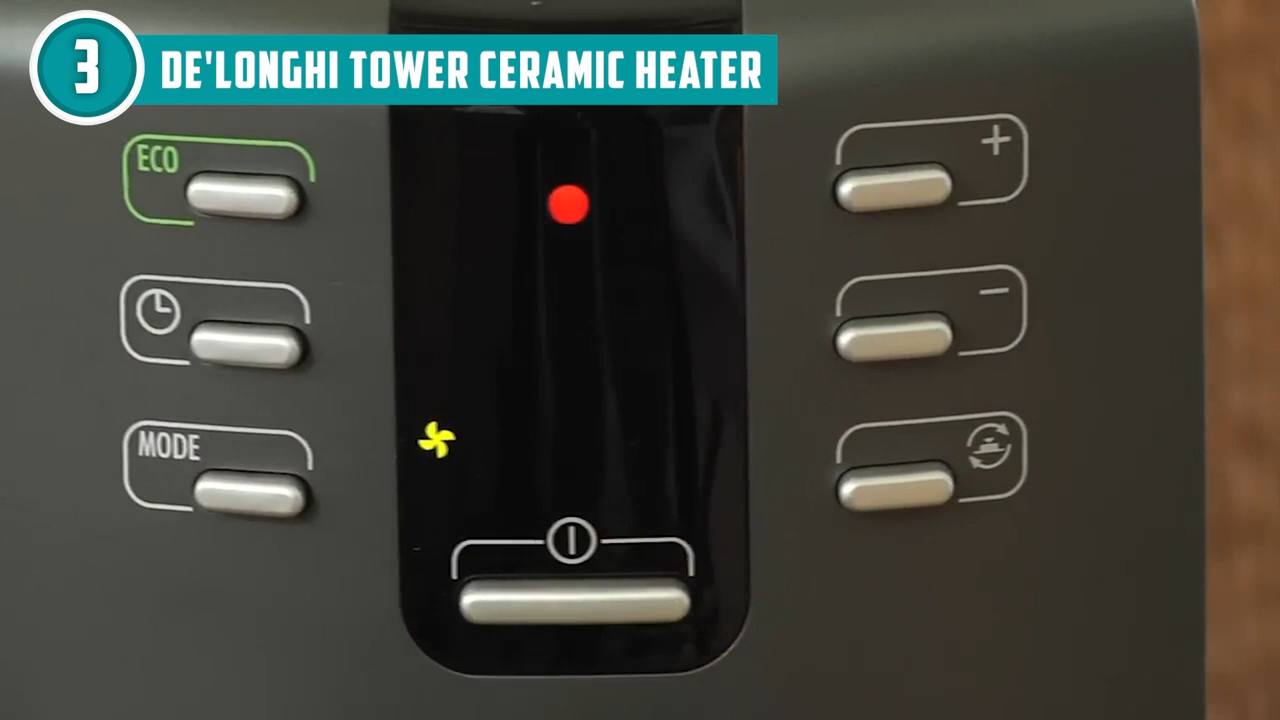 3 DE'LONGHI TOWER CERAMIC HEATER
ECO
+
−
MODE